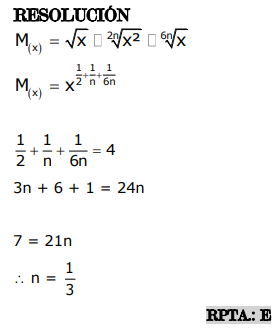 RESOLUCIÓN
M(x) = √x □ ²ⁿ√x² □ ⁶ⁿ√x
M(x) = x^(1/2 + 1/n + 1/6n)
1/2 + 1/n + 1/6n = 4
3n + 6 + 1 = 24n
7 = 21n
∴ n = 1/3
RPTA.: E